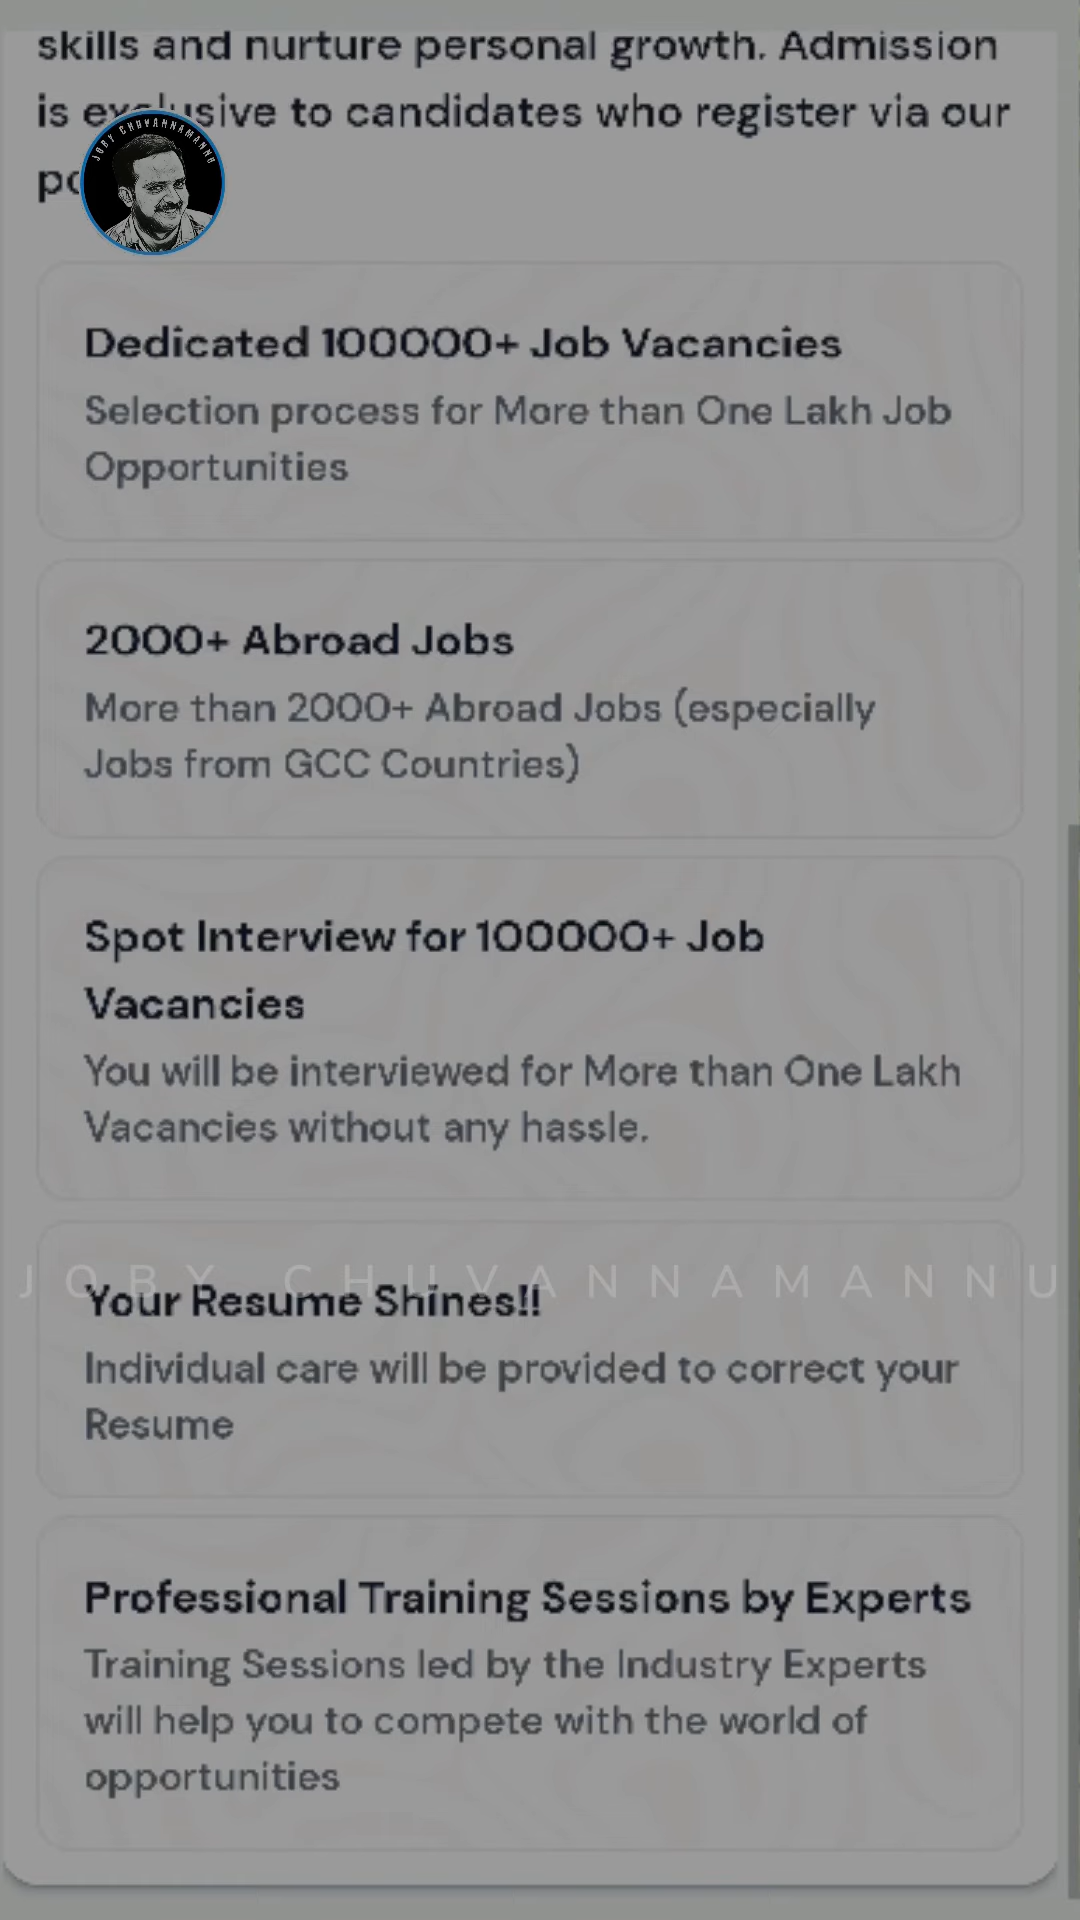 skills and nurture personal growth. Admission
is exclusive to candidates who register via our
JOBY CHUVANNAMANNU
Dedicated 100000+ Job Vacancies
Selection process for More than One Lakh Job
Opportunities
2000+ Abroad Jobs
More than 2000+ Abroad Jobs (especially
Jobs from GCC Countries)
Spot Interview for 100000+ Job
Vacancies
You will be interviewed for More than One Lakh
Vacancies without any hassle.
JOBY CHUVANNAMANNU
Your Resume Shines!!
Individual care will be provided to correct your
Resume
Professional Training Sessions by Experts
Training Sessions led by the Industry Experts
will help you to compete with the world of
opportunities